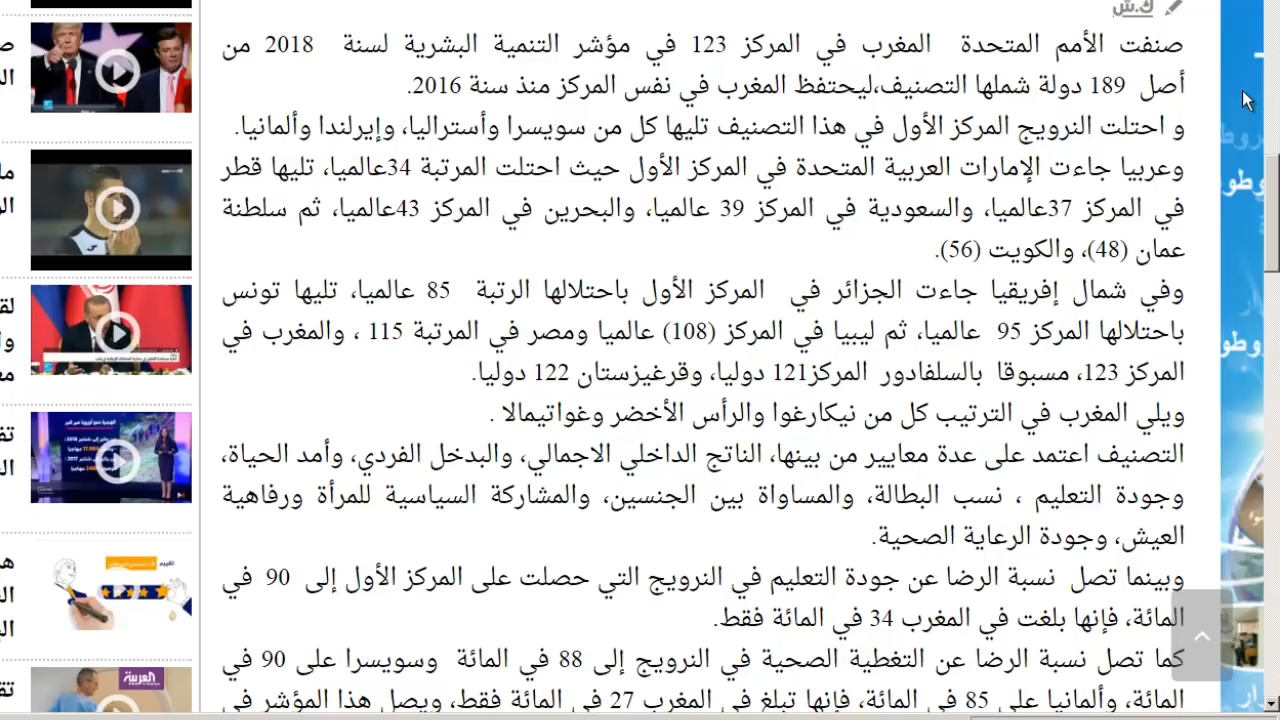 ك.ش
صنفت الأمم المتحدة المغرب في المركز 123 في مؤشر التنمية البشرية لسنة 2018 من
أصل 189 دولة شملها التصنيف،ليحتفظ المغرب في نفس المركز منذ سنة 2016.
و احتلت النرويج المركز الأول في هذا التصنيف تليها كل من سويسرا وأستراليا، وإيرلندا وألمانيا.
وعربيا جاءت الإمارات العربية المتحدة في المركز الأول حيث احتلت المرتبة 34عالميا، تليها قطر
في المركز 37عالميا، والسعودية في المركز 39 عالميا، والبحرين في المركز 43عالميا، ثم سلطنة
عمان (48)، والكويت (56).
وفي شمال إفريقيا جاءت الجزائر في المركز الأول باحتلالها الرتبة 85 عالميا، تليها تونس
باحتلالها المركز 95 عالميا، ثم ليبيا في المركز (108) عالميا ومصر في المرتبة 115 ، والمغرب في
المركز 123، مسبوقا بالسلفادور المركز121 دوليا، وقرغيزستان 122 دوليا.
ويلي المغرب في الترتيب كل من نيكارغوا والرأس الأخضر وغواتيمالا .
التصنيف اعتمد على عدة معايير من بينها، الناتج الداخلي الاجمالي، والبدخل الفردي، وأمد الحياة،
وجودة التعليم ، نسب البطالة، والمساواة بين الجنسين، والمشاركة السياسية للمرأة ورفاهية
العيش، وجودة الرعاية الصحية.
وبينما تصل نسبة الرضا عن جودة التعليم في النرويج التي حصلت على المركز الأول إلى 90 في
المائة، فإنها بلغت في المغرب 34 في المائة فقط.
كما تصل نسبة الرضا عن التغطية الصحية في النرويج إلى 88 في المائة وسويسرا على 90 في
المائة، وألمانيا على 85 في المائة، فإنها تبلغ في المغرب 27 في المائة فقط، ويصل هذا المؤشر في
العربية
تقييم